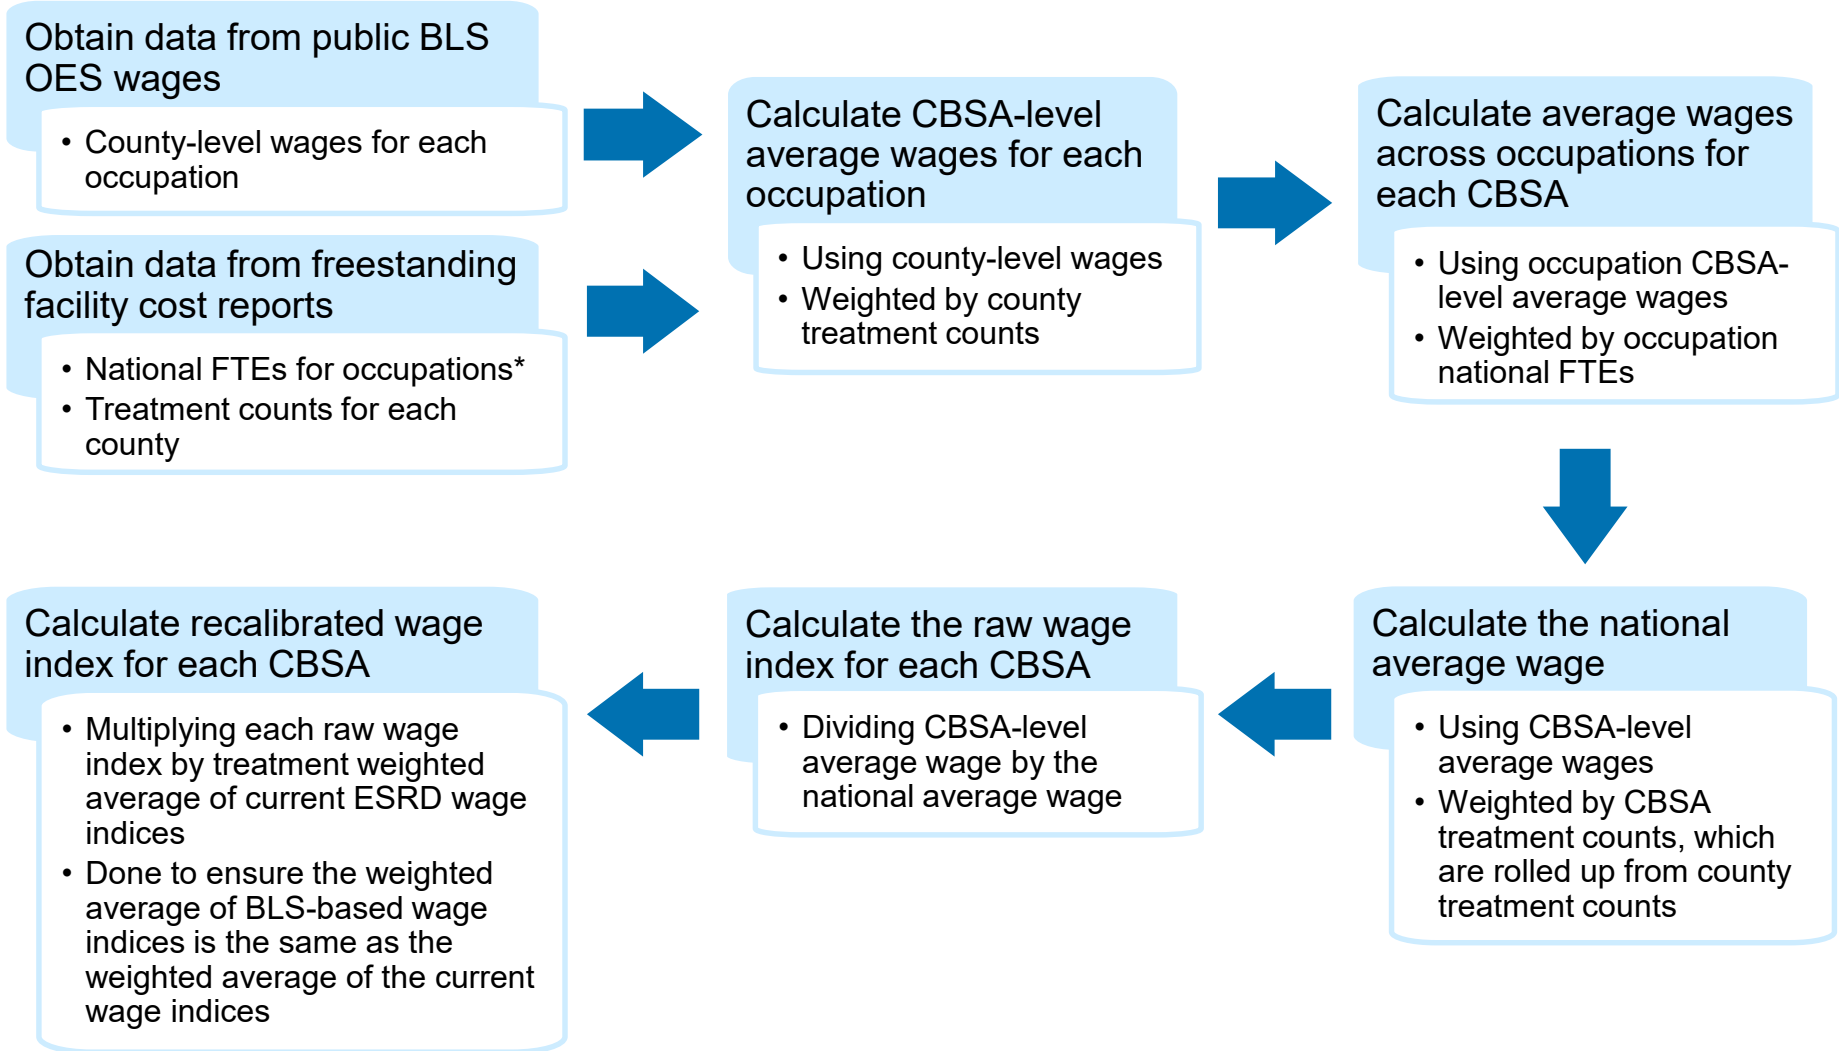 Obtain data from public BLS
OES wages
• County-level wages for each
occupation
Obtain data from freestanding
facility cost reports
• National FTEs for occupations*
• Treatment counts for each
county
Calculate CBSA-level
average wages for each
occupation
• Using county-level wages
• Weighted by county
treatment counts
Calculate average wages
across occupations for
each CBSA
• Using occupation CBSA-
level average wages
• Weighted by occupation
national FTEs
Calculate the national
average wage
• Using CBSA-level
average wages
• Weighted by CBSA
treatment counts, which
are rolled up from county
treatment counts
Calculate the raw wage
index for each CBSA
• Dividing CBSA-level
average wage by the
national average wage
Calculate recalibrated wage
index for each CBSA
• Multiplying each raw wage
index by treatment weighted
average of current ESRD wage
indices
• Done to ensure the weighted
average of BLS-based wage
indices is the same as the
weighted average of the current
wage indices